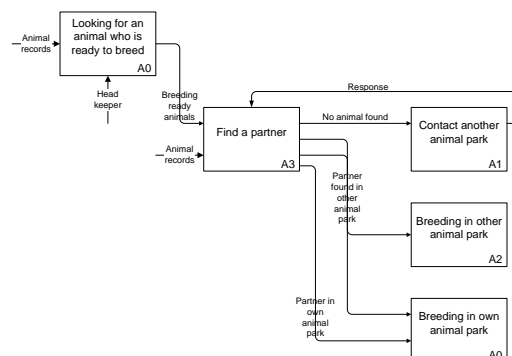 Looking for an
animal who is
ready to breed
A0
Animal
records
Head
keeper
Breeding
ready
animals
Response
Find a partner
A3
Animal
records
No animal found
Contact another
animal park
A1
Partner
found in
other
animal
park
Breeding in other
animal park
A2
Partner in
own
animal
park
Breeding in own
animal park
A0